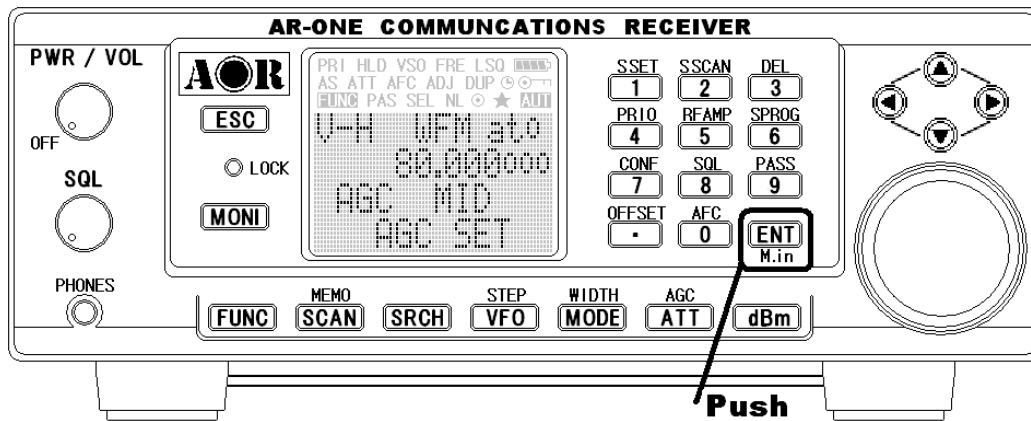 AR-ONE COMMUNCATIONS RECEIVER
PWR / VOL
OFF
SQL
PHONES
AOR
ESC
LOCK
MONI
PRI HLD VSO FRE LSQ
AS ATT AFC ADJ DUP
FUNC PAS SEL NL AUT
V-H WFM ato
80.000000
AGC MID
AGC SET
SSET SSCAN DEL
1 2 3
PRIO RFAMP SPROG
4 5 6
CONF SQL PASS
7 8 9
OFFSET AFC
. 0 ENT
M.in
MEMO STEP WIDTH AGC
FUNC SCAN SRCH VFO MODE ATT dBm
Push